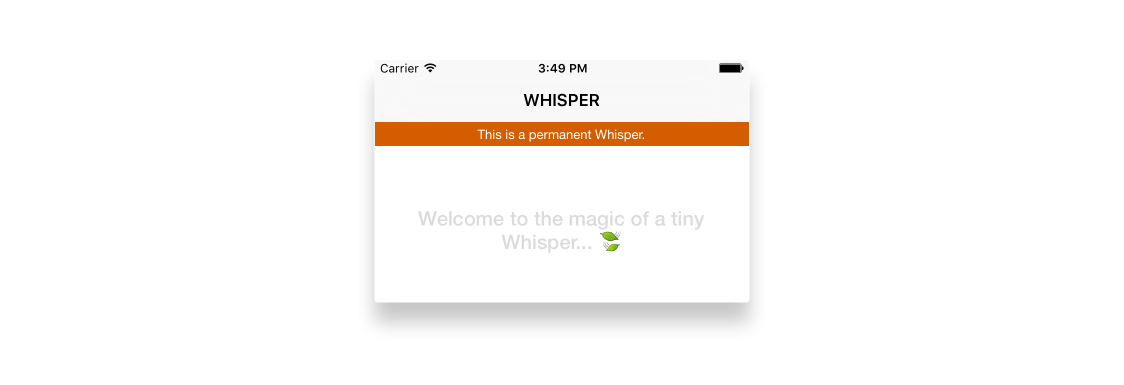 Carrier 3:49 PM
WHISPER
This is a permanent Whisper.
Welcome to the magic of a tiny
Whisper... 🍃